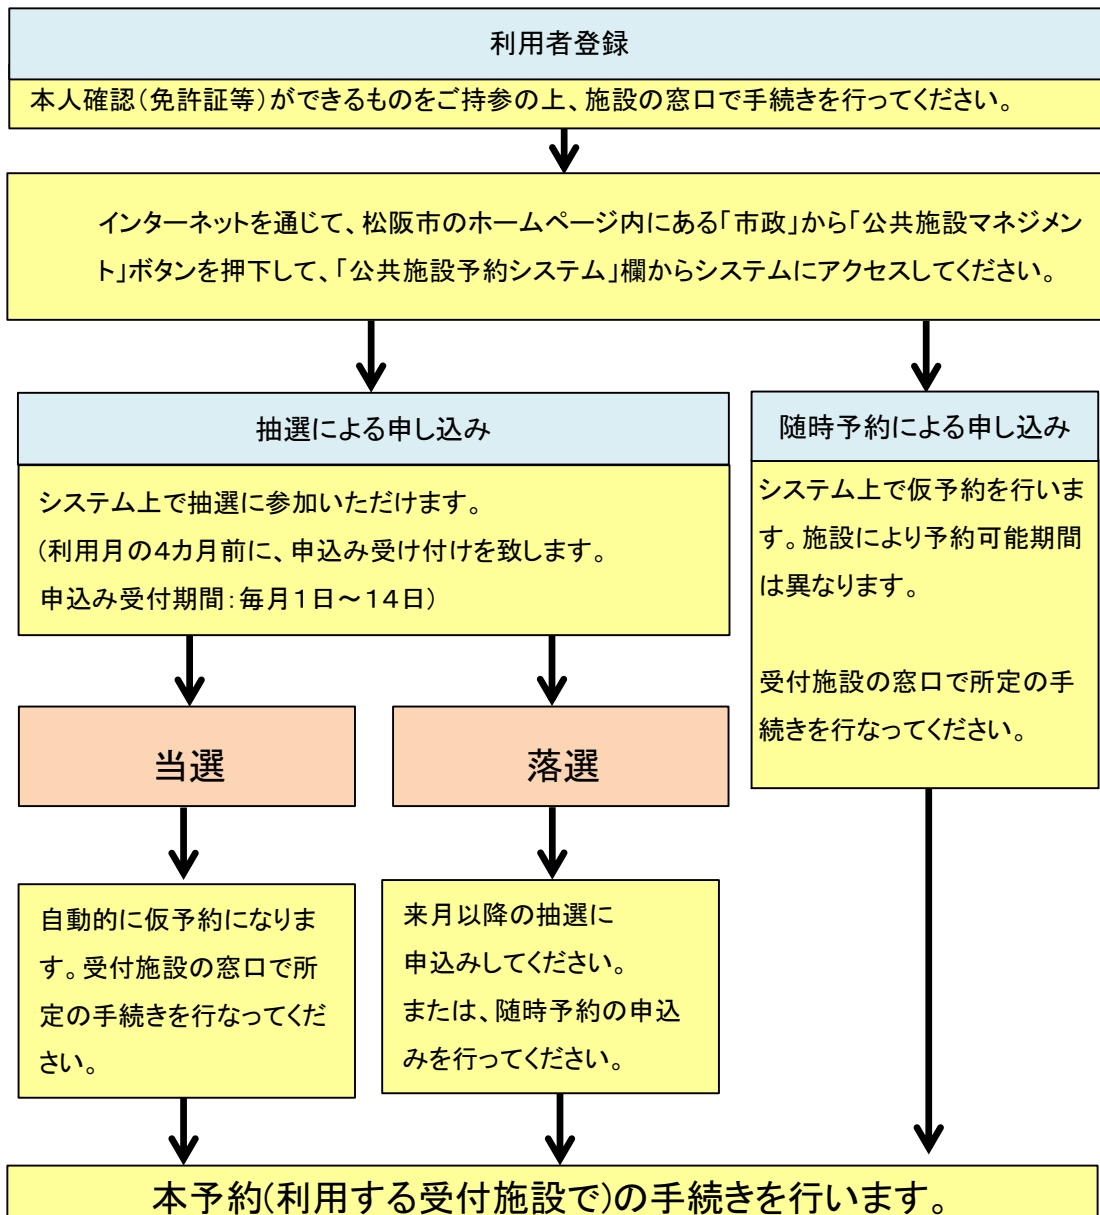 利用者登録
本人確認（免許証等）ができるものをご持参の上、施設の窓口で手続きを行ってください。
インターネットを通じて、松阪市のホームページ内にある「市政」から「公共施設マネジメン
ト」ボタンを押下して、「公共施設予約システム」欄からシステムにアクセスしてください。
抽選による申し込み
システム上で抽選に参加いただけます。
（利用月の４カ月前に、申込み受け付けを致します。
申込み受付期間：毎月１日～１４日）
随時予約による申し込み
システム上で仮予約を行いま
す。施設により予約可能期間
は異なります。
受付施設の窓口で所定の手
続きを行なってください。
当選
落選
自動的に仮予約になりま
す。受付施設の窓口で所
定の手続きを行なってくだ
さい。
来月以降の抽選に
申込みしてください。
または、随時予約の申込
みを行ってください。
本予約(利用する受付施設で)の手続きを行います。